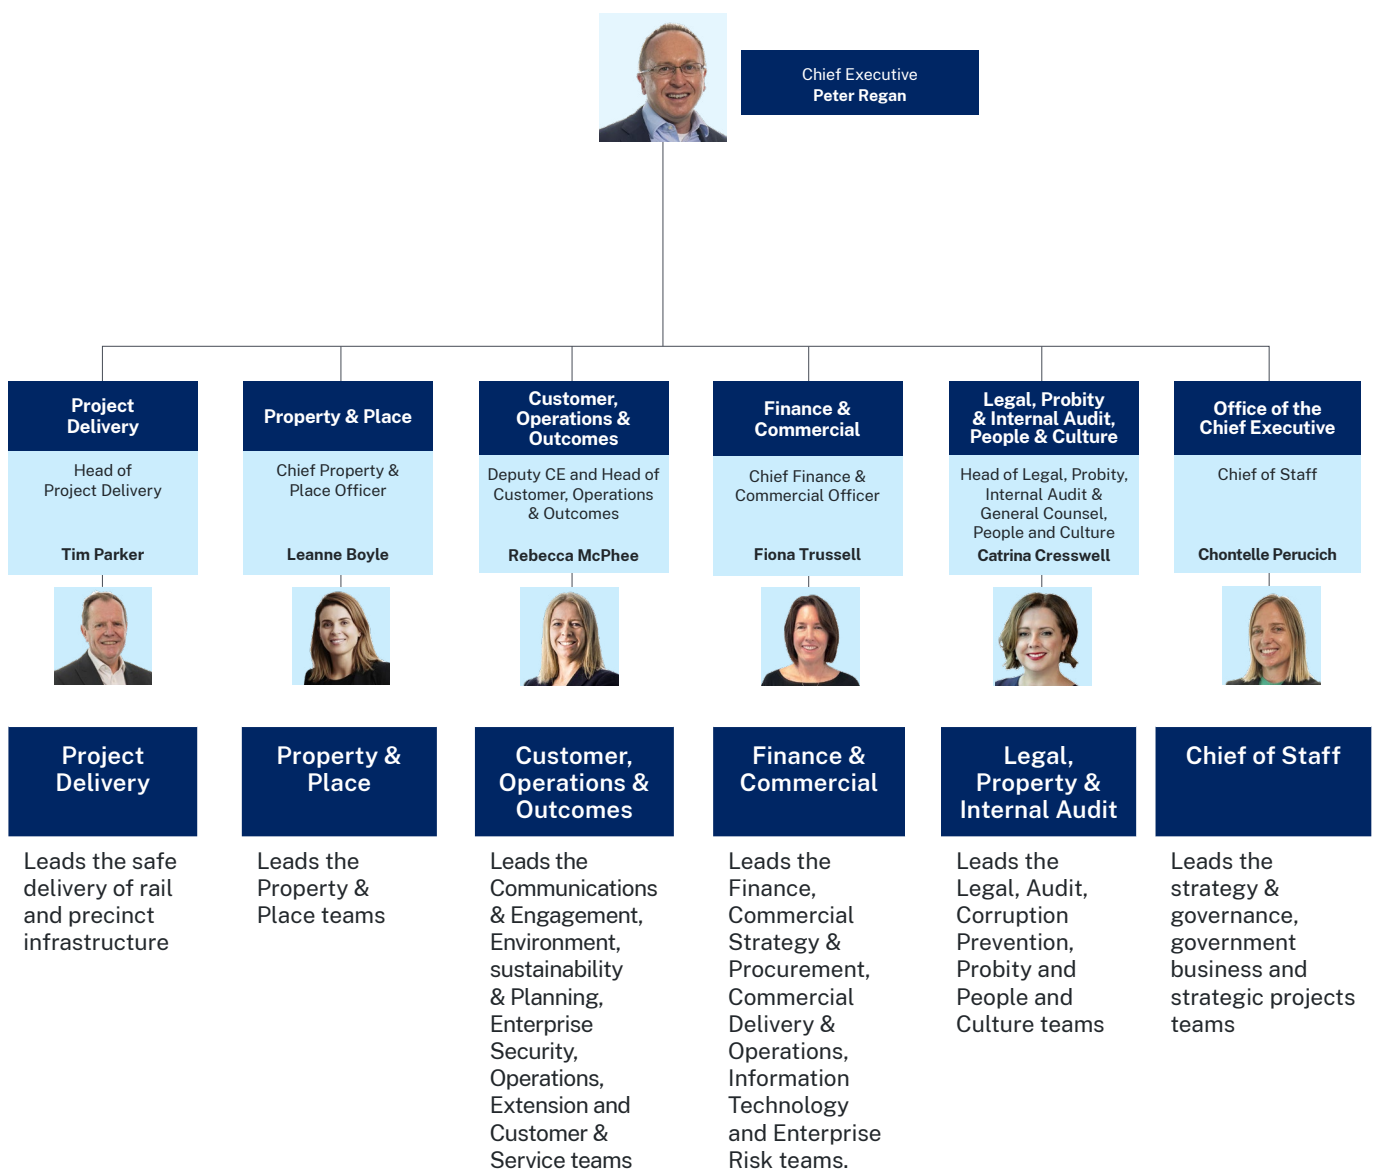 Chief Executive
Peter Regan
Project
Delivery
Head of
Project Delivery
Tim Parker
Property & Place
Chief Property &
Place Officer
Leanne Boyle
Customer,
Operations &
Outcomes
Deputy CE and Head of
Customer, Operations
& Outcomes
Rebecca McPhee
Finance &
Commercial
Chief Finance &
Commercial Officer
Fiona Trussell
Legal, Probity
& Internal Audit,
People & Culture
Head of Legal, Probity,
Internal Audit &
General Counsel,
People and Culture
Catrina Cresswell
Office of the
Chief Executive
Chief of Staff
Chontelle Perucich
Project
Delivery
Leads the safe
delivery of rail
and precinct
infrastructure
Property &
Place
Leads the
Property &
Place teams
Customer,
Operations &
Outcomes
Leads the
Communications
& Engagement,
Environment,
sustainability
& Planning,
Enterprise
Security,
Operations,
Extension and
Customer &
Service teams
Finance &
Commercial
Leads the
Finance,
Commercial
Strategy &
Procurement,
Commercial
Delivery &
Operations,
Information
Technology
and Enterprise
Risk teams.
Legal,
Property &
Internal Audit
Leads the
Legal, Audit,
Corruption
Prevention,
Probity and
People and
Culture teams
Chief of Staff
Leads the
strategy &
governance,
government
business and
strategic projects
teams